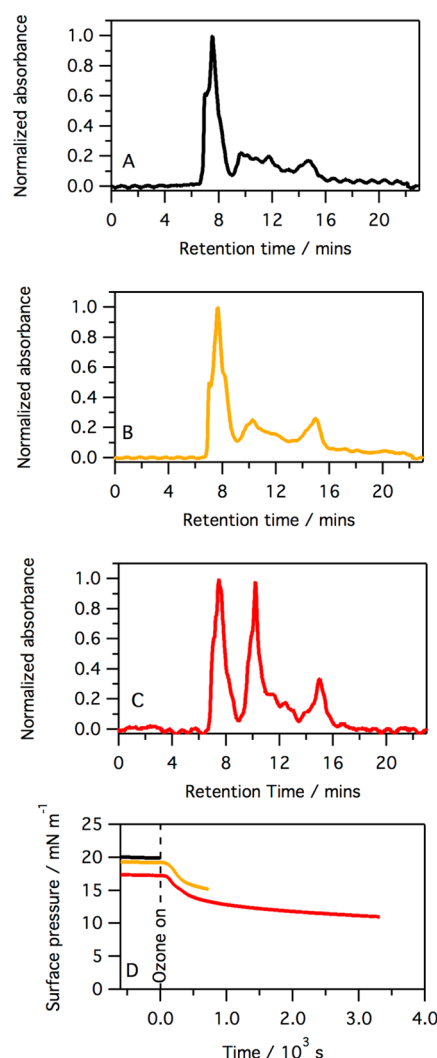 Normalized absorbance
1.0
0.8
0.6
0.4
0.2
0.0
A
0 4 8 12 16 20
Retention time / mins
Normalized absorbance
1.0
0.8
0.6
0.4
0.2
0.0
B
0 4 8 12 16 20
Retention time / mins
Normalized absorbance
1.0
0.8
0.6
0.4
0.2
0.0
C
0 4 8 12 16 20
Retention Time / mins
Surface pressure / mN m⁻¹
25
20
15
10
5
0
D
Ozone on
0.0 1.0 2.0 3.0 4.0
Time / 10³ s